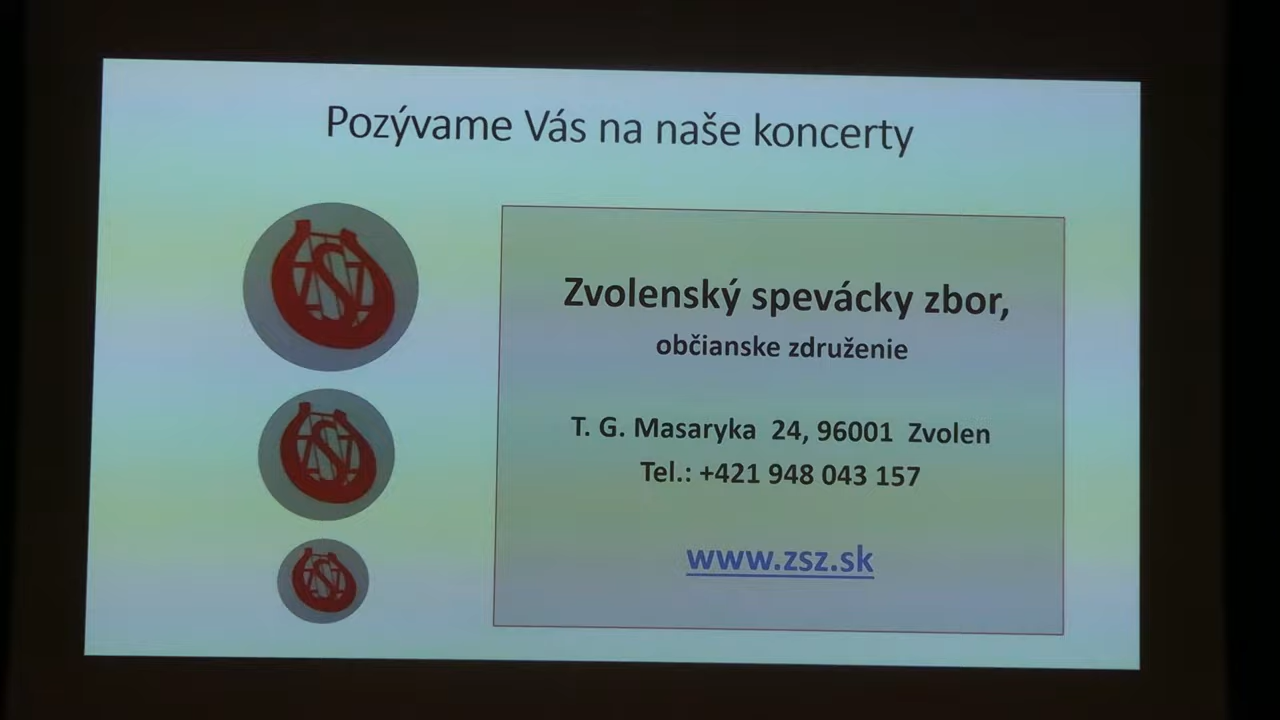 Pozývame Vás na naše koncerty
Zvolenský spevácky zbor,
občianske združenie
T. G. Masaryka 24, 96001 Zvolen
Tel.: +421 948 043 157
www.zsz.sk